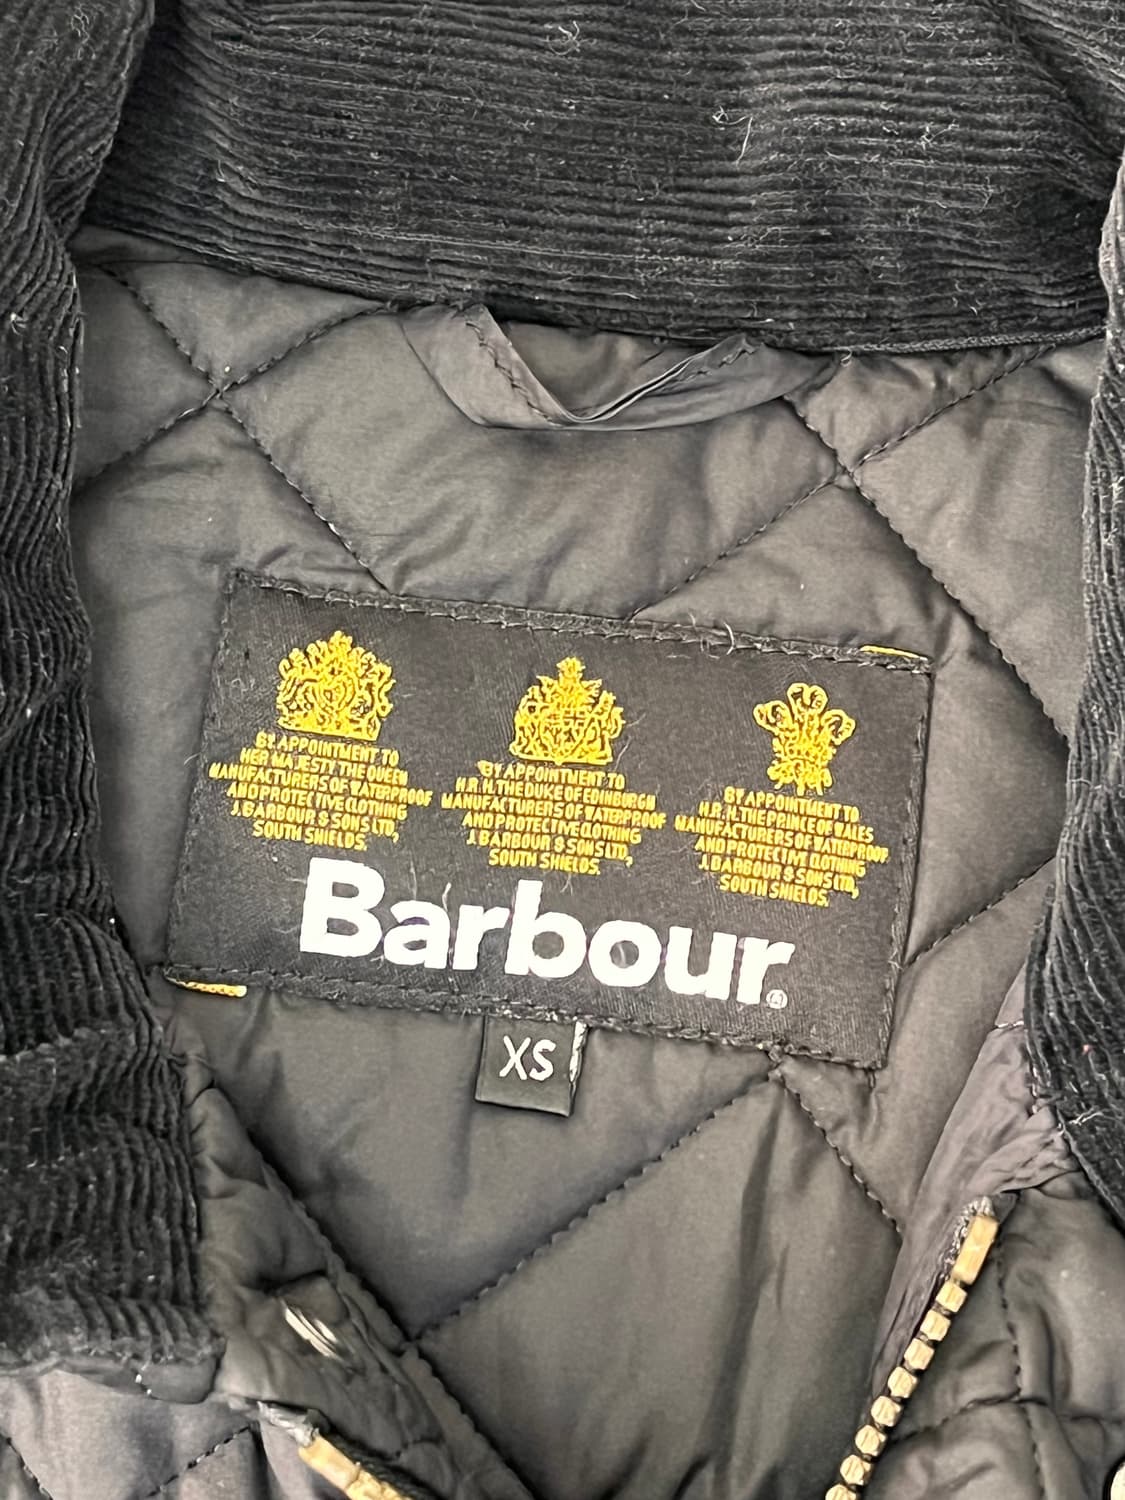 BY APPOINTMENT TO
HER MAJESTY THE QUEEN
MANUFACTURERS OF WATERPROOF
AND PROTECTIVE CLOTHING
J. BARBOUR & SONS LTD,
SOUTH SHIELDS.
BY APPOINTMENT TO
H.R.H. THE DUKE OF EDINBURGH
MANUFACTURERS OF WATERPROOF
AND PROTECTIVE CLOTHING
J. BARBOUR & SONS LTD,
SOUTH SHIELDS.
BY APPOINTMENT TO
H.R.H. THE PRINCE OF WALES
MANUFACTURERS OF WATERPROOF
AND PROTECTIVE CLOTHING
J. BARBOUR & SONS LTD,
SOUTH SHIELDS.
Barbour®
XS